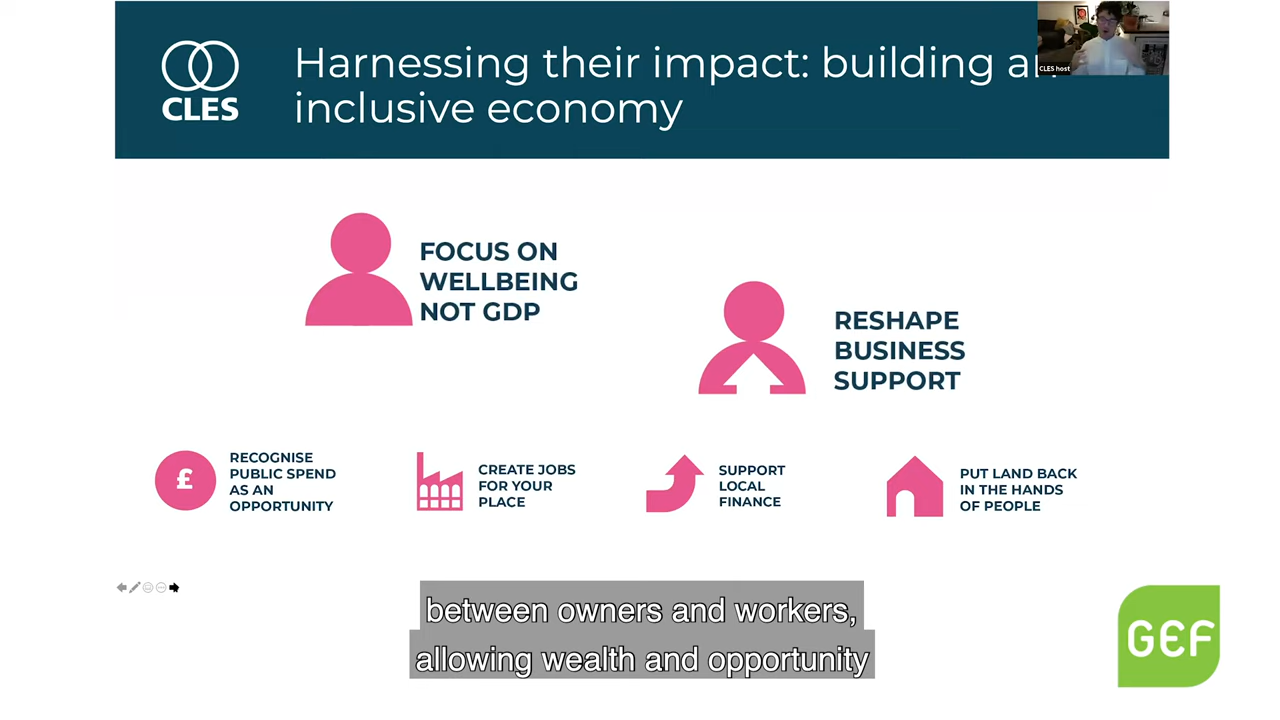 CLES
Harnessing their impact: building an
inclusive economy
CLES host
FOCUS ON
WELLBEING
NOT GDP
RESHAPE
BUSINESS
SUPPORT
£
RECOGNISE
PUBLIC SPEND
AS AN
OPPORTUNITY
CREATE JOBS
FOR YOUR
PLACE
SUPPORT
LOCAL
FINANCE
PUT LAND BACK
IN THE HANDS
OF PEOPLE
between owners and workers,
allowing wealth and opportunity
GEF